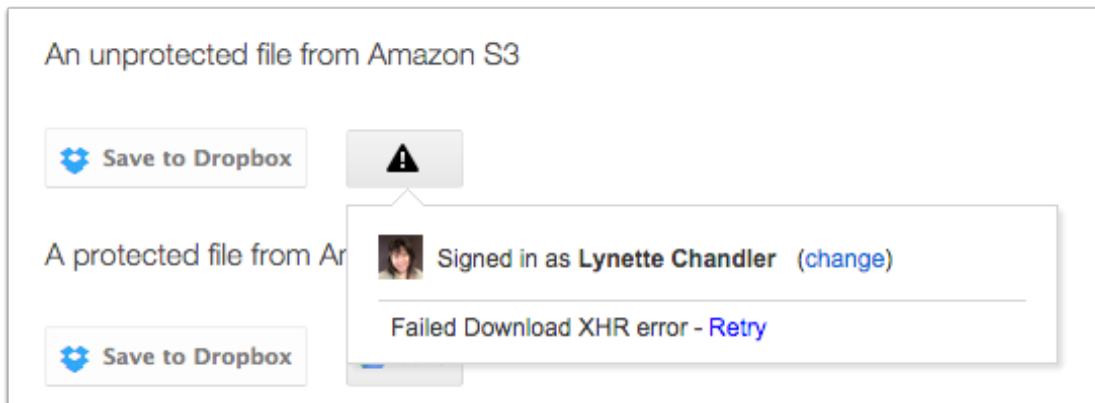 An unprotected file from Amazon S3
Save to Dropbox
Signed in as Lynette Chandler (change)
A protected file from
Failed Download XHR error - Retry
Save to Dropbox